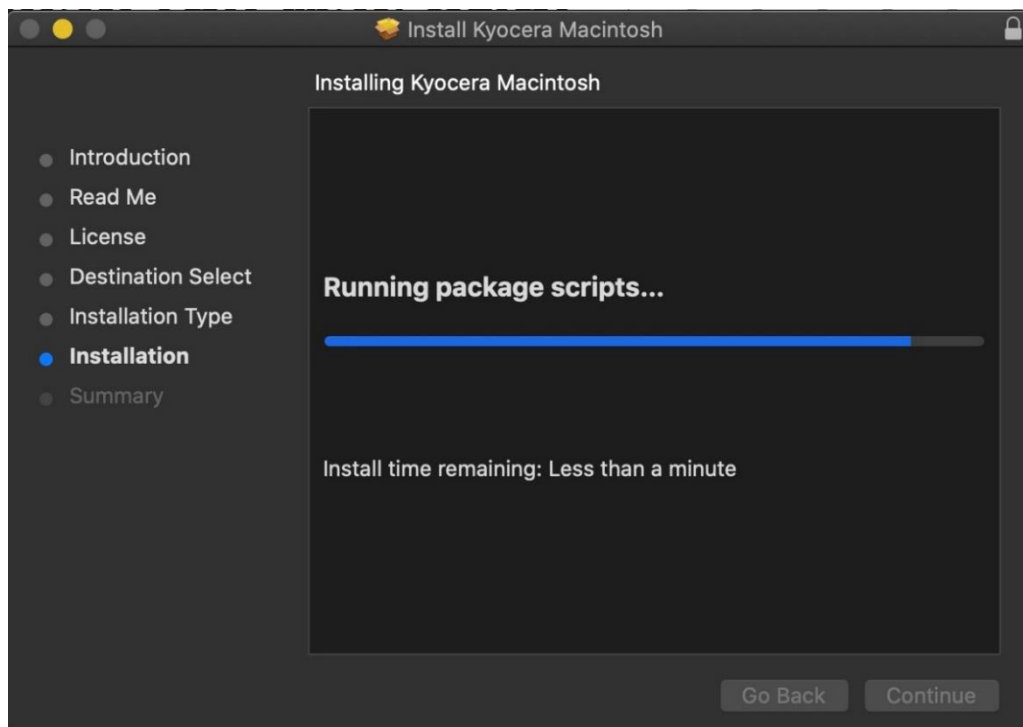 Install Kyocera Macintosh
Installing Kyocera Macintosh
Introduction
Read Me
License
Destination Select
Installation Type
Installation
Summary
Running package scripts...
Install time remaining: Less than a minute
Go Back
Continue